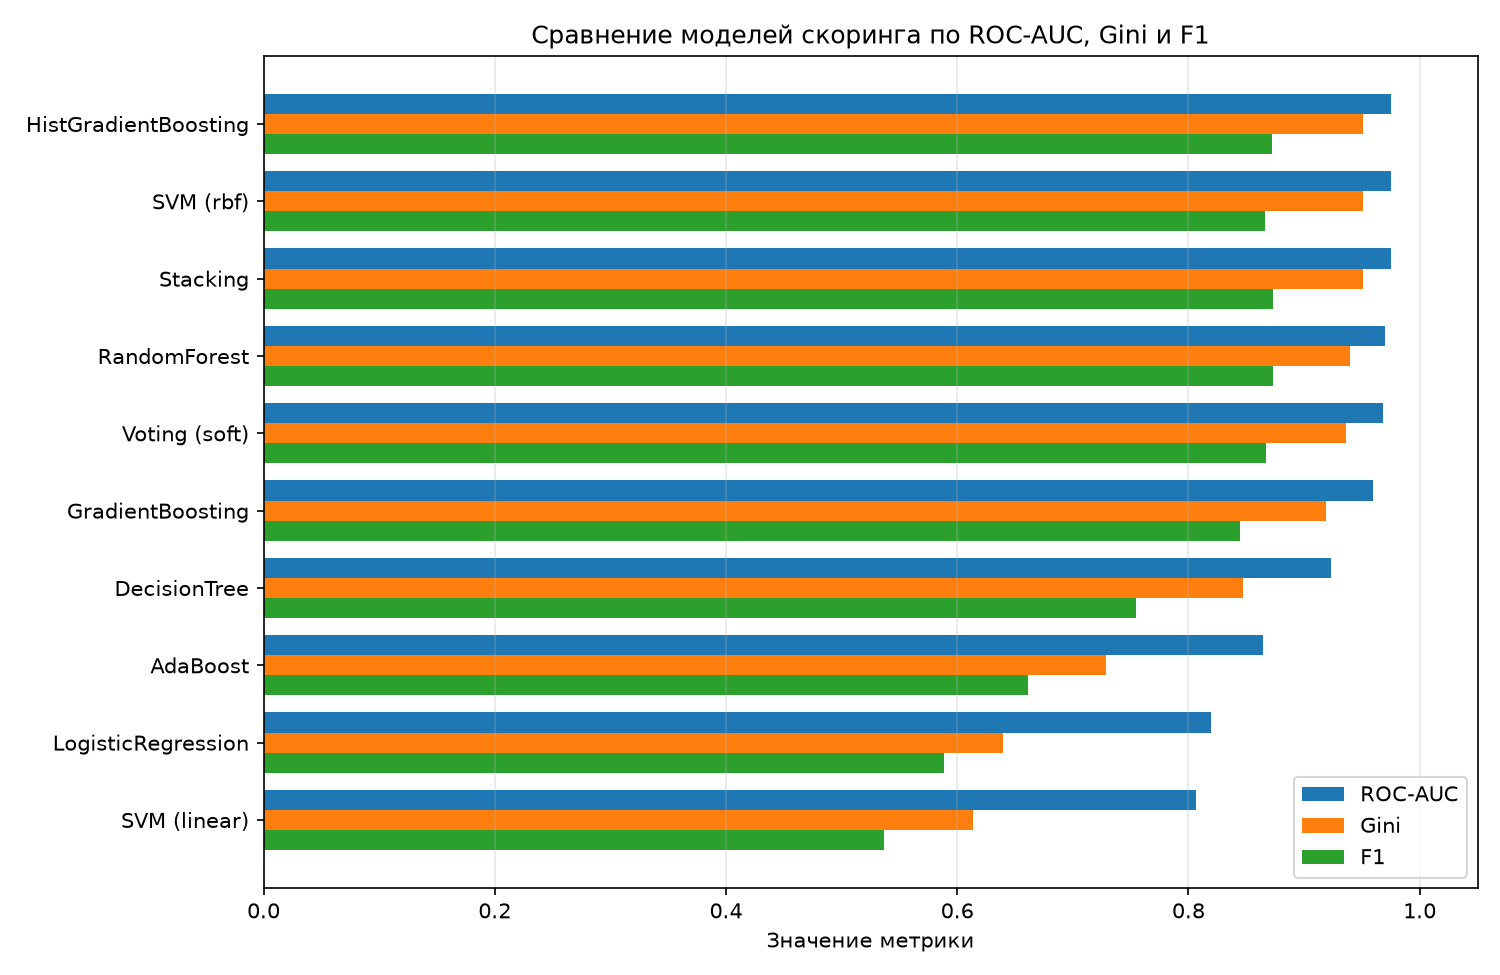 Сравнение моделей скоринга по ROC-AUC, Gini и F1
HistGradientBoosting
SVM (rbf)
Stacking
RandomForest
Voting (soft)
GradientBoosting
DecisionTree
AdaBoost
LogisticRegression
SVM (linear)
ROC-AUC
Gini
F1
0.0 0.2 0.4 0.6 0.8 1.0
Значение метрики